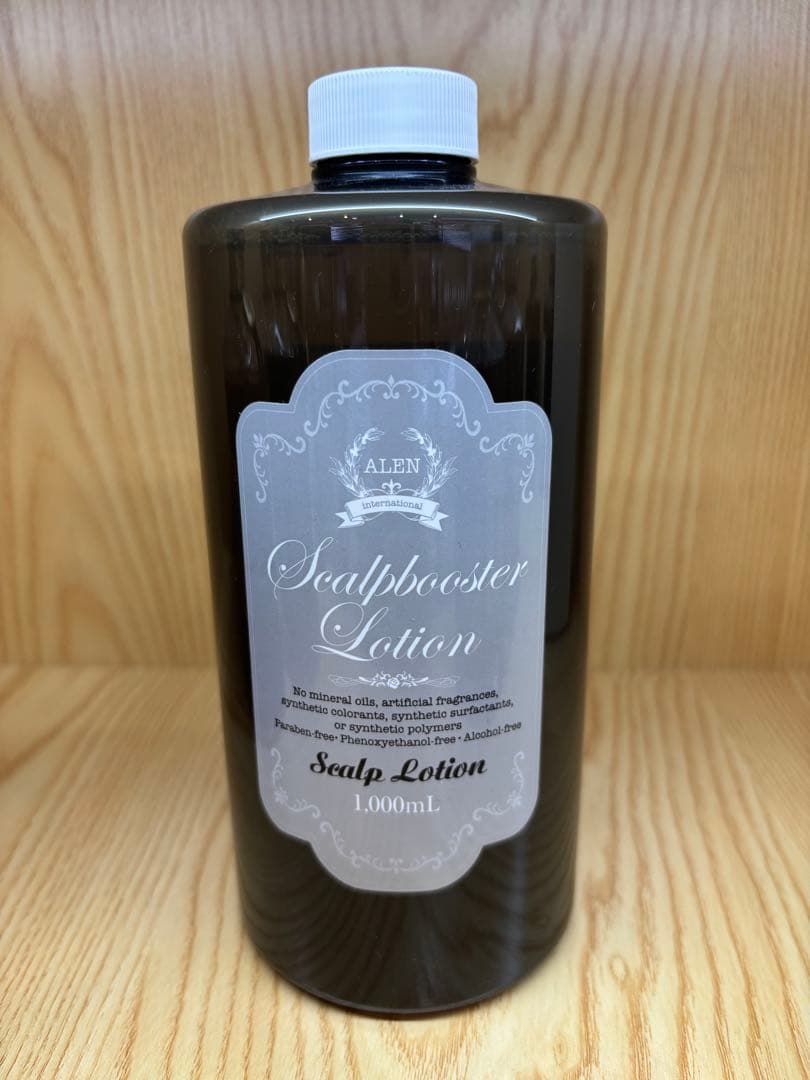 ALEN
international
Scalpbooster
Lotion
No mineral oils, artificial fragrances,
synthetic colorants, synthetic surfactants,
or synthetic polymers
Paraben-free・Phenoxyethanol-free・Alcohol-free
Scalp Lotion
1,000mL